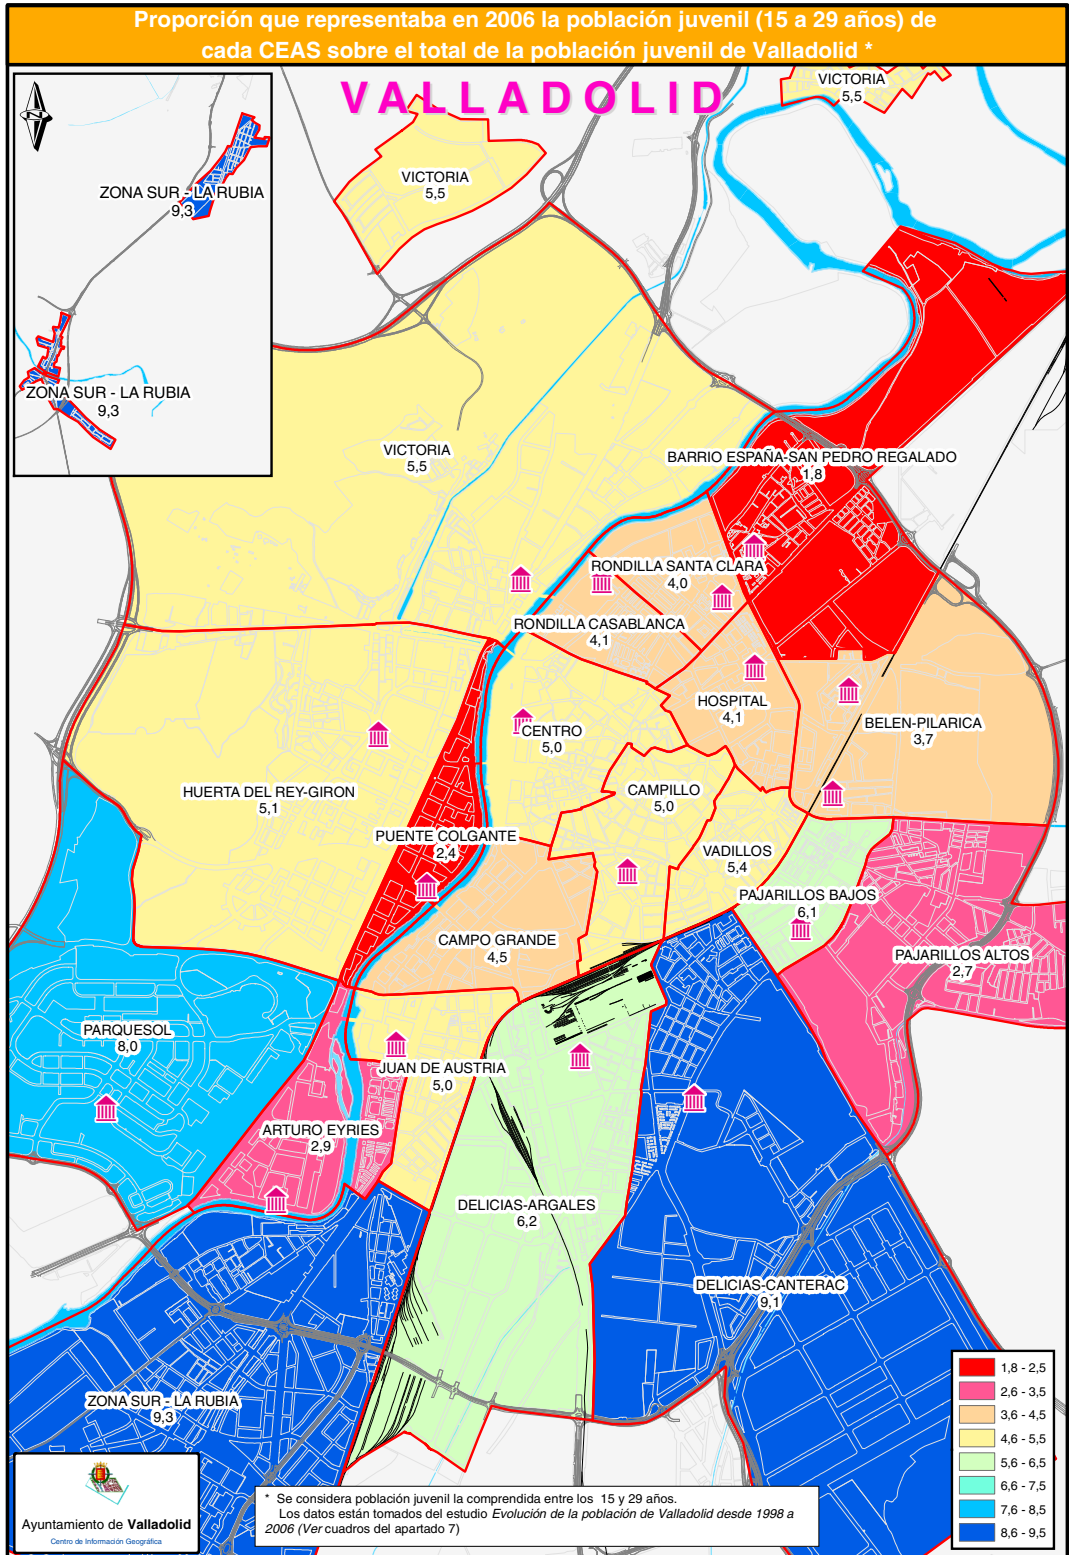 Proporción que representaba en 2006 la población juvenil (15 a 29 años) de
cada CEAS sobre el total de la población juvenil de Valladolid *
VALLADOLID
VICTORIA
5,5
VICTORIA
5,5
N
ZONA SUR - LA RUBIA
9,3
ZONA SUR - LA RUBIA
9,3
VICTORIA
5,5
BARRIO ESPAÑA-SAN PEDRO REGALADO
1,8
RONDILLA SANTA CLARA
4,0
RONDILLA CASABLANCA
4,1
HOSPITAL
4,1
BELEN-PILARICA
3,7
CENTRO
5,0
HUERTA DEL REY-GIRON
5,1
CAMPILLO
5,0
PUENTE COLGANTE
2,4
VADILLOS
5,4
PAJARILLOS BAJOS
6,1
CAMPO GRANDE
4,5
PAJARILLOS ALTOS
2,7
PARQUESOL
8,0
JUAN DE AUSTRIA
5,0
ARTURO EYRIES
2,9
DELICIAS-ARGALES
6,2
DELICIAS-CANTERAC
9,1
ZONA SUR - LA RUBIA
9,3
1,8 - 2,5
2,6 - 3,5
3,6 - 4,5
4,6 - 5,5
5,6 - 6,5
6,6 - 7,5
7,6 - 8,5
8,6 - 9,5
Ayuntamiento de Valladolid
Centro de Información Geográfica
* Se considera población juvenil la comprendida entre los 15 y 29 años.
Los datos están tomados del estudio Evolución de la población de Valladolid desde 1998 a
2006 (Ver cuadros del apartado 7)